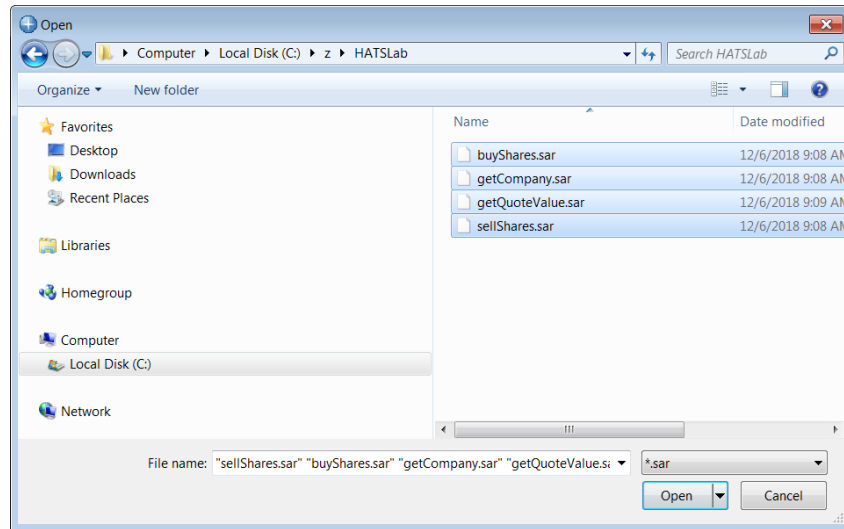 Open
Computer Local Disk (C:) z HATSLab Search HATSLab
Organize New folder
Name Date modified
Favorites
Desktop
Downloads
Recent Places
Libraries
Homegroup
Computer
Local Disk (C:)
Network
buyShares.sar 12/6/2018 9:08 AM
getCompany.sar 12/6/2018 9:08 AM
getQuoteValue.sar 12/6/2018 9:09 AM
sellShares.sar 12/6/2018 9:08 AM
File name: "sellShares.sar" "buyShares.sar" "getCompany.sar" "getQuoteValue.sa *.sar
Open Cancel